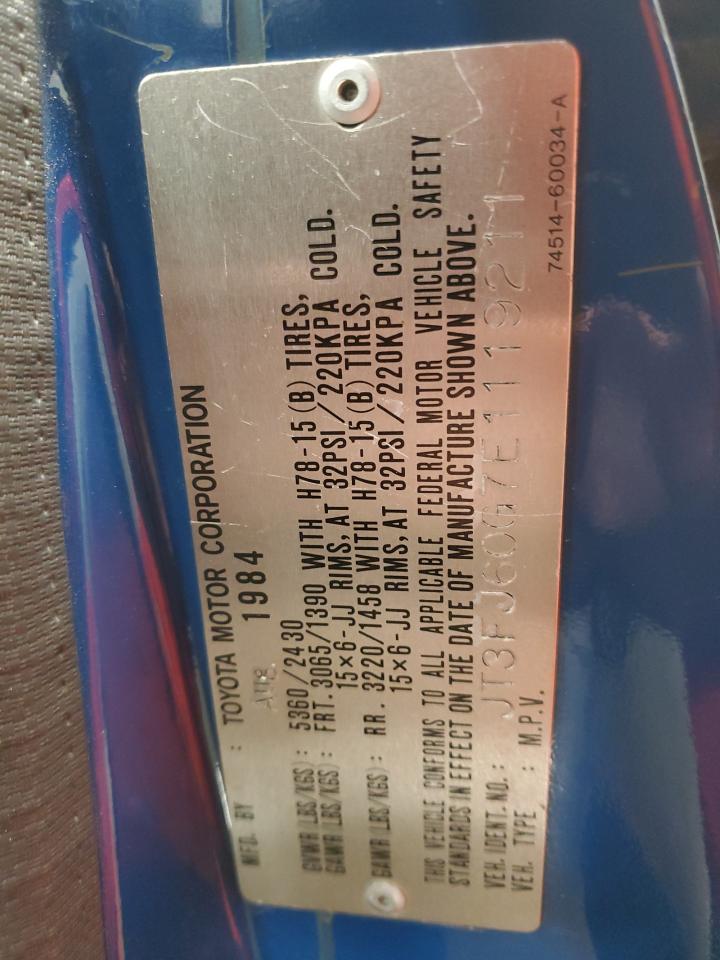 MFD. BY : TOYOTA MOTOR CORPORATION
AUG. 1984
GVWR (LBS/KGS) : 5360/2430
GAWR (LBS/KGS) : FRT. 3065/1390 WITH H78-15 (B) TIRES,
15×6-JJ RIMS, AT 32PSI/220KPA COLD.
GAWR (LBS/KGS) : RR. 3220/1458 WITH H78-15 (B) TIRES,
15×6-JJ RIMS, AT 32PSI/220KPA COLD.
THIS VEHICLE CONFORMS TO ALL APPLICABLE FEDERAL MOTOR VEHICLE SAFETY
STANDARDS IN EFFECT ON THE DATE OF MANUFACTURE SHOWN ABOVE.
VEH. IDENT. NO. : JT3FJ60G7E1119211
VEH. TYPE : M.P.V.
74514-60034-A